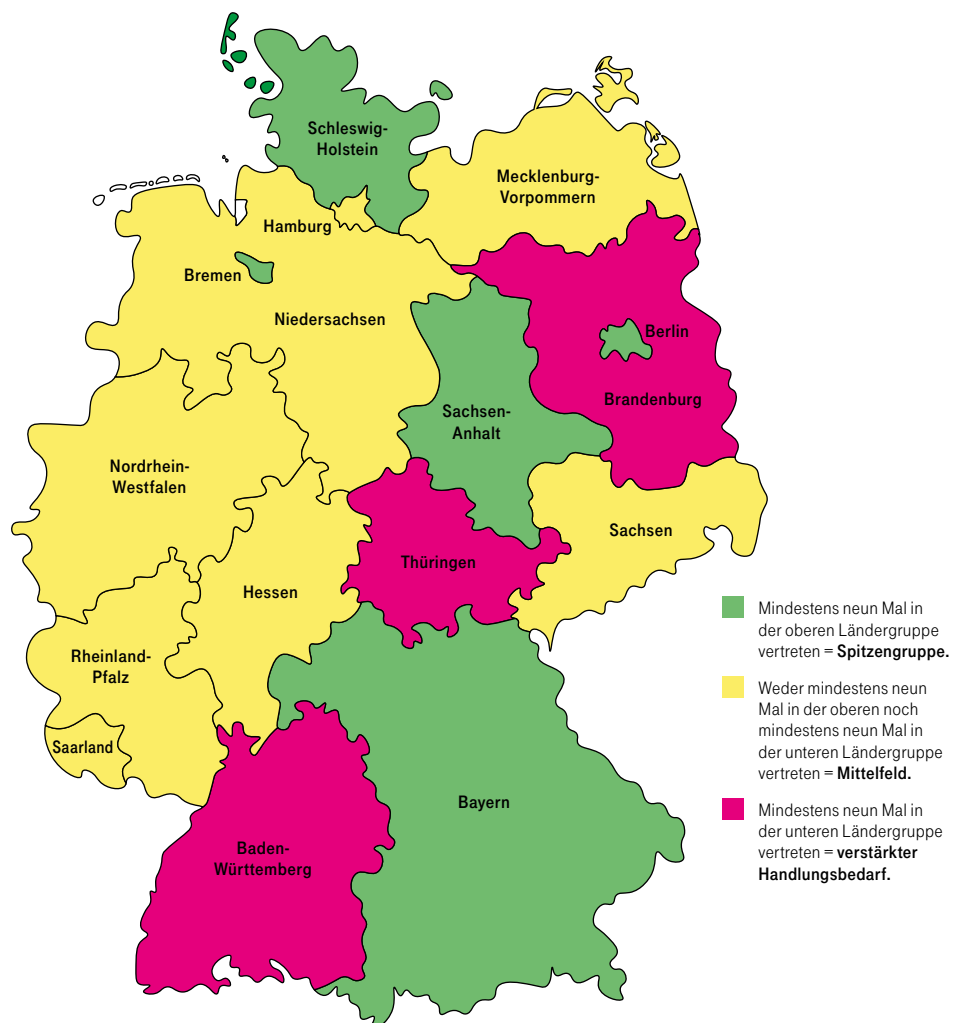 Schleswig-
Holstein
Mecklenburg-
Vorpommern
Hamburg
Bremen
Niedersachsen
Berlin
Brandenburg
Sachsen-
Anhalt
Nordrhein-
Westfalen
Sachsen
Thüringen
Hessen
Rheinland-
Pfalz
Saarland
Bayern
Baden-
Württemberg
Mindestens neun Mal in
der oberen Ländergruppe
vertreten = Spitzengruppe.
Weder mindestens neun
Mal in der oberen noch
mindestens neun Mal in
der unteren Ländergruppe
vertreten = Mittelfeld.
Mindestens neun Mal in
der unteren Ländergruppe
vertreten = verstärkter
Handlungsbedarf.